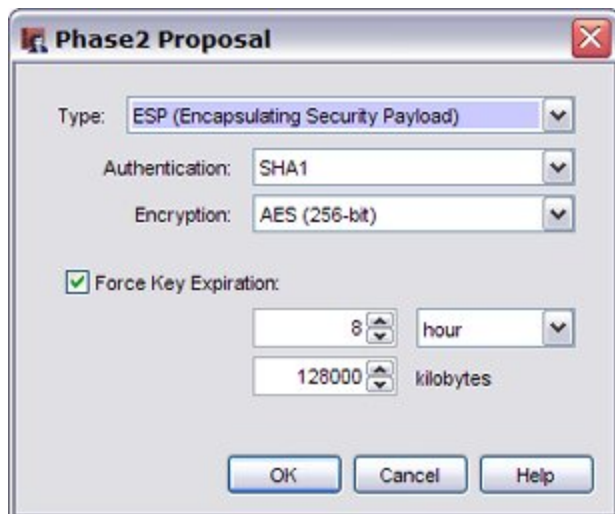 Phase2 Proposal
Type: ESP (Encapsulating Security Payload)
Authentication: SHA1
Encryption: AES (256-bit)
Force Key Expiration:
8 hour
128000 kilobytes
OK Cancel Help